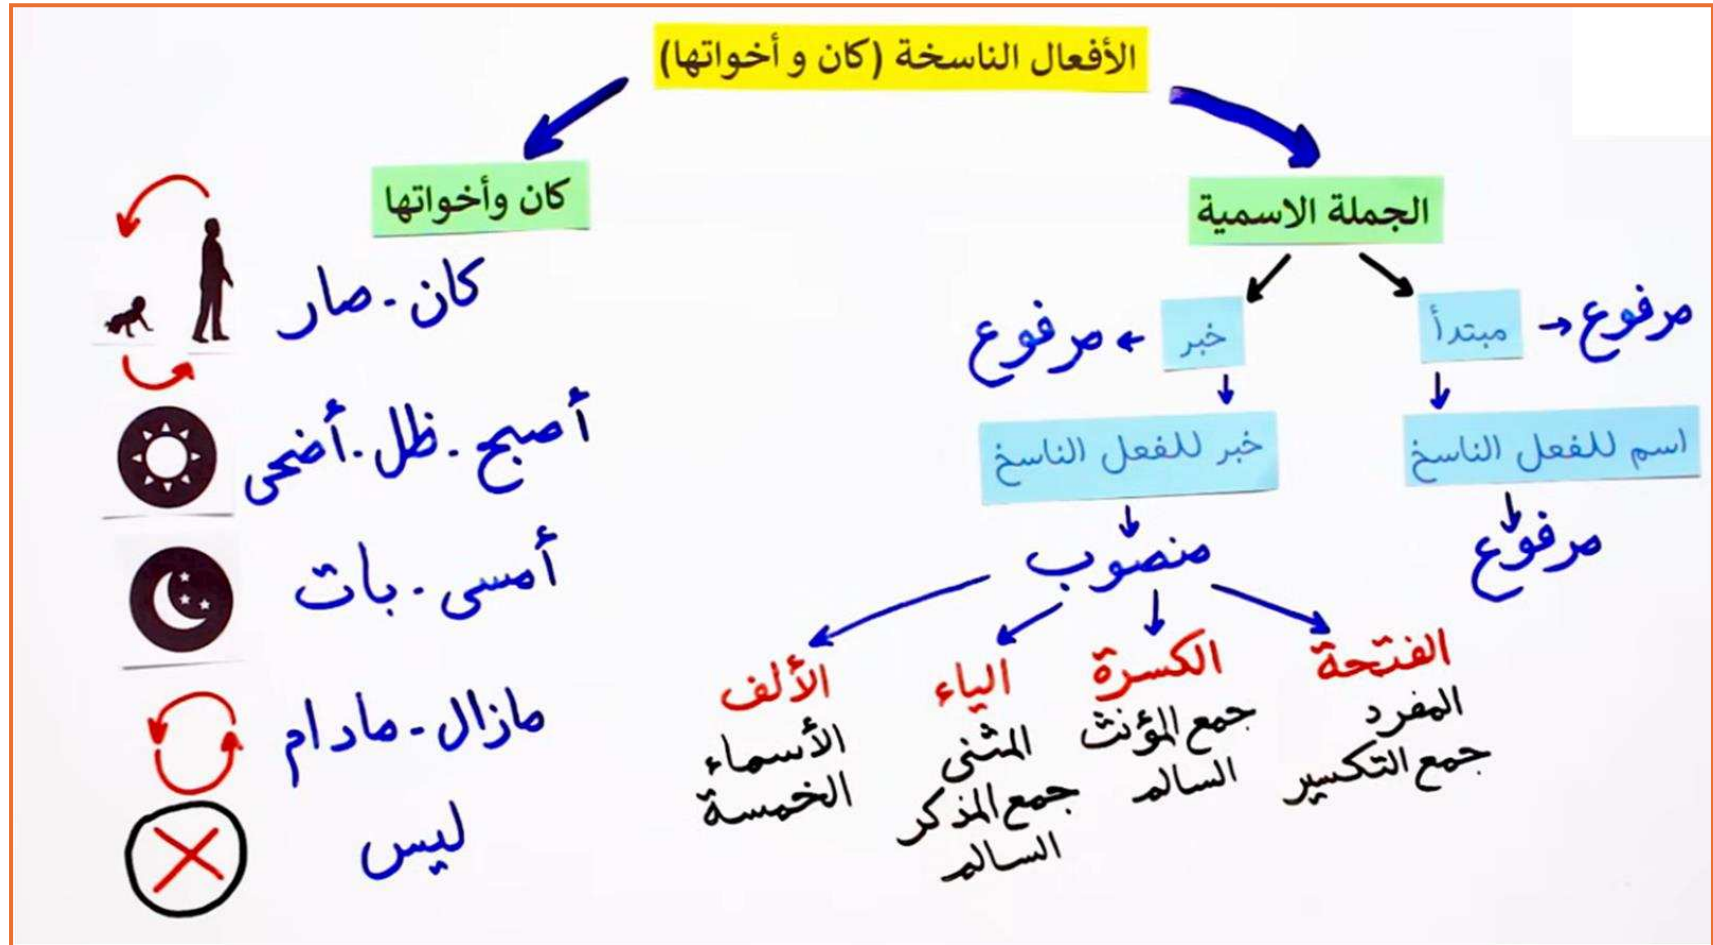 الأفعال الناسخة (كان و أخواتها)
الجملة الاسمية
مبتدأ → مرفوع
خبر ← مرفوع
اسم للفعل الناسخ
مرفوع
خبر للفعل الناسخ
منصوب
الفتحة
المفرد
جمع التكسير
الكسرة
جمع المؤنث
السالم
الياء
المثنى
جمع المذكر
السالم
الألف
الأسماء
الخمسة
كان وأخواتها
كان - صار
أصبح - ظل - أضحى
أمسى - بات
مازال - مادام
ليس